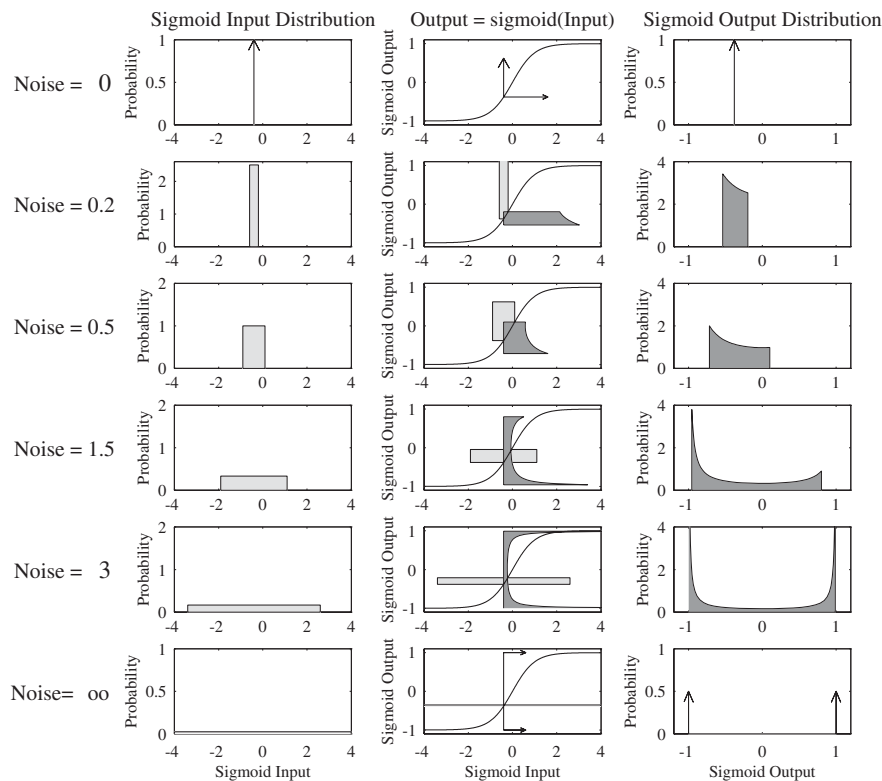 Sigmoid Input Distribution Output = sigmoid(Input) Sigmoid Output Distribution
Noise = 0
Probability
1
0.5
0
-4 -2 0 2 4
Sigmoid Output
1
0
-1
-4 -2 0 2 4
Probability
1
0.5
0
-1 0 1
Noise = 0.2
Probability
2
1
0
-4 -2 0 2 4
Sigmoid Output
1
0
-1
-4 -2 0 2 4
Probability
4
2
0
-1 0 1
Noise = 0.5
Probability
2
1
0
-4 -2 0 2 4
Sigmoid Output
1
0
-1
-4 -2 0 2 4
Probability
4
2
0
-1 0 1
Noise = 1.5
Probability
2
1
0
-4 -2 0 2 4
Sigmoid Output
1
0
-1
-4 -2 0 2 4
Probability
4
2
0
-1 0 1
Noise = 3
Probability
2
1
0
-4 -2 0 2 4
Sigmoid Output
1
0
-1
-4 -2 0 2 4
Probability
4
2
0
-1 0 1
Noise= ∞
Probability
1
0.5
0
-4 -2 0 2 4
Sigmoid Input
Sigmoid Output
1
0
-1
-4 -2 0 2 4
Sigmoid Input
Probability
1
0.5
0
-1 0 1
Sigmoid Output